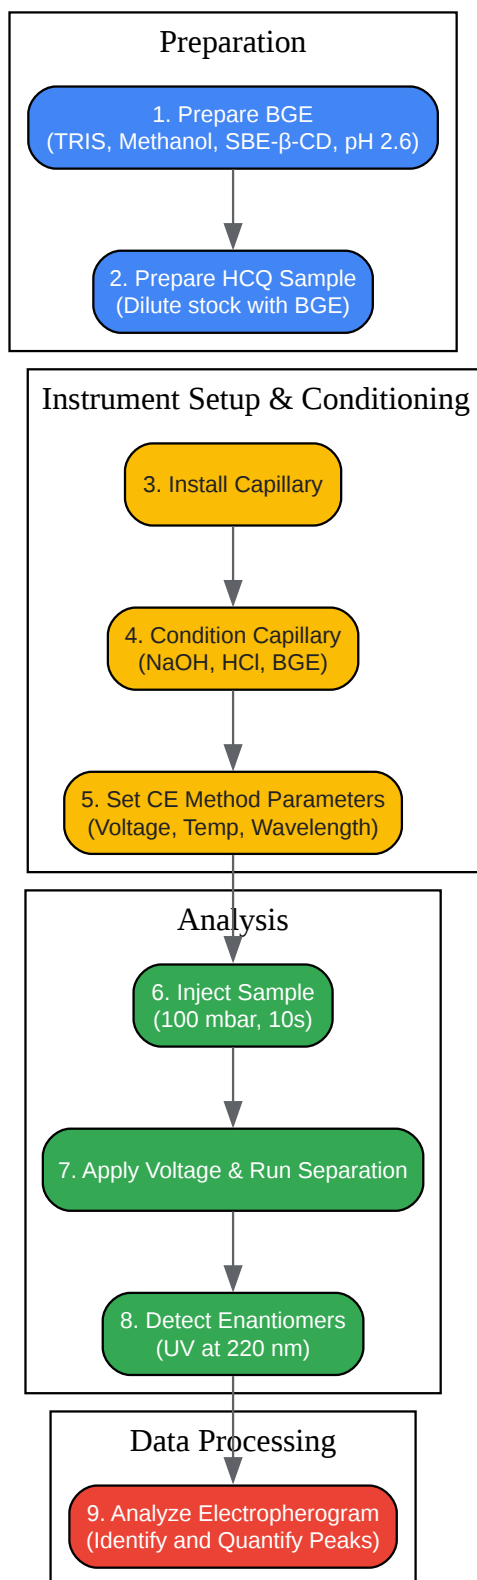 Preparation
1. Prepare BGE
(TRIS, Methanol, SBE-β-CD, pH 2.6)
2. Prepare HCQ Sample
(Dilute stock with BGE)
Instrument Setup & Conditioning
3. Install Capillary
4. Condition Capillary
(NaOH, HCl, BGE)
5. Set CE Method Parameters
(Voltage, Temp, Wavelength)
Analysis
6. Inject Sample
(100 mbar, 10s)
7. Apply Voltage & Run Separation
8. Detect Enantiomers
(UV at 220 nm)
Data Processing
9. Analyze Electropherogram
(Identify and Quantify Peaks)